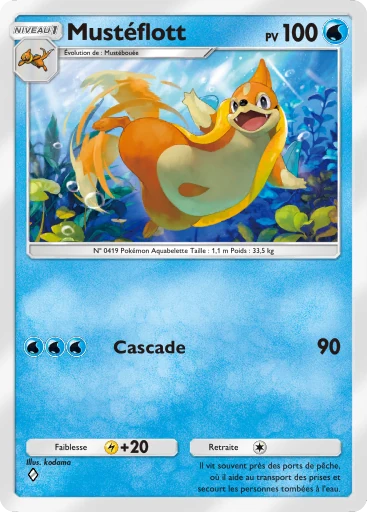 NIVEAU 1
Mustéflott
PV 100
Évolution de : Mustébouée
N° 0419 Pokémon Aquabelette Taille : 1,1 m Poids : 33,5 kg
Cascade 90
Faiblesse +20 Retraite
Illus. kodama
Il vit souvent près des ports de pêche,
où il aide au transport des prises et
secourt les personnes tombées à l'eau.